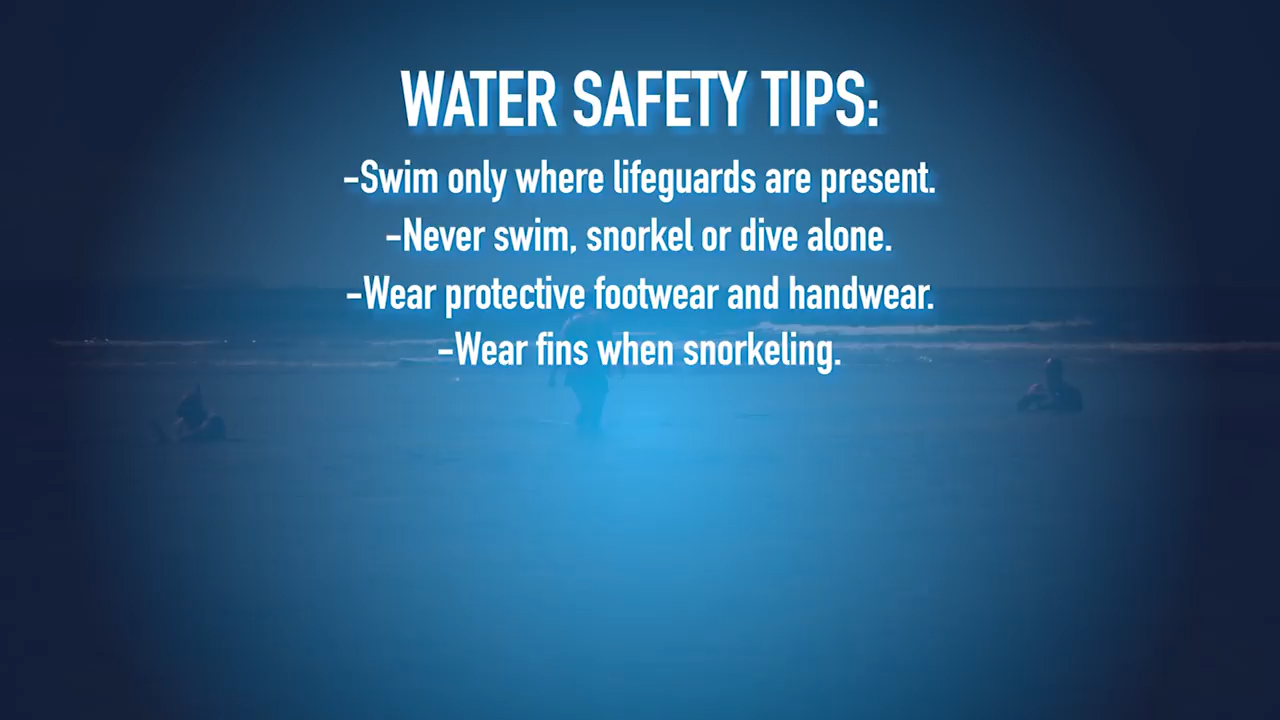 WATER SAFETY TIPS:
-Swim only where lifeguards are present.
-Never swim, snorkel or dive alone.
-Wear protective footwear and handwear.
-Wear fins when snorkeling.